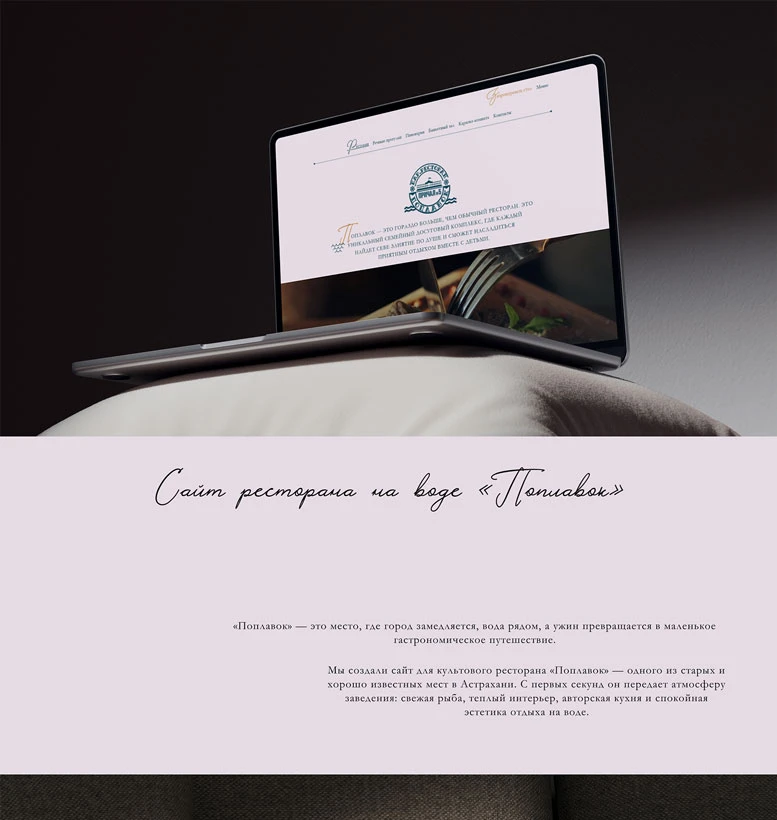 Меню
Контакты
Поплавок — это гораздо больше, чем обычный ресторан. Это
уникальный семейный досуговый комплекс, где каждый
найдет себе занятие по душе и сможет насладиться
приятным отдыхом вместе с детьми.
Сайт ресторана на воде «Поплавок»
«Поплавок» — это место, где город замедляется, вода рядом, а ужин превращается в маленькое
гастрономическое путешествие.
Мы создали сайт для культового ресторана «Поплавок» — одного из старых и
хорошо известных мест в Астрахани. С первых секунд он передает атмосферу
заведения: свежая рыба, теплый интерьер, авторская кухня и спокойная
эстетика отдыха на воде.